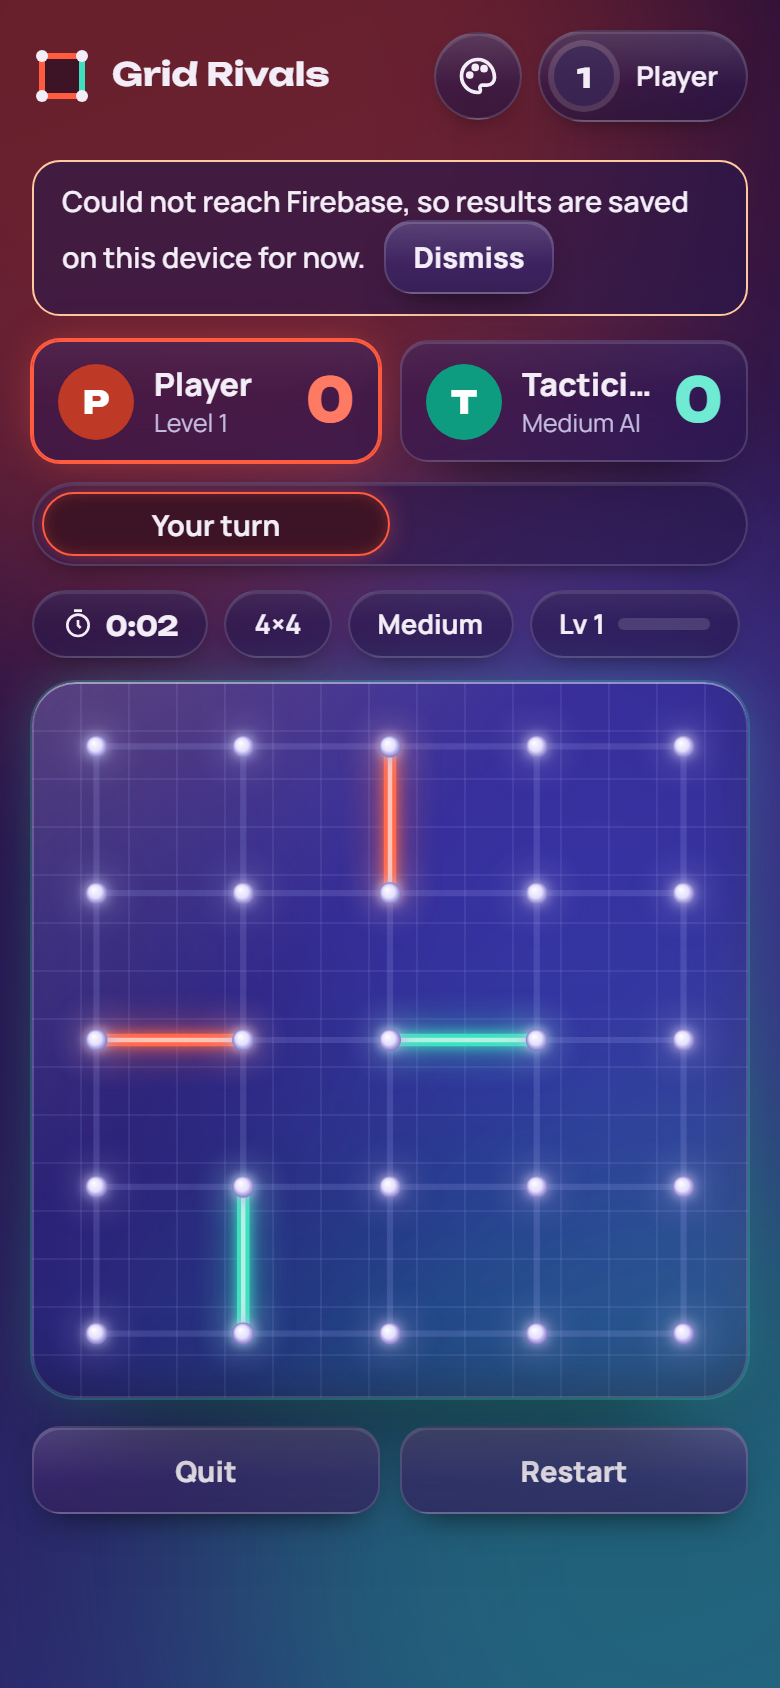 Grid Rivals
1
Player
Could not reach Firebase, so results are saved
on this device for now.
Dismiss
P
Player
Level 1
0
T
Tactici...
Medium AI
0
Your turn
0:02
4×4
Medium
Lv 1
Quit
Restart